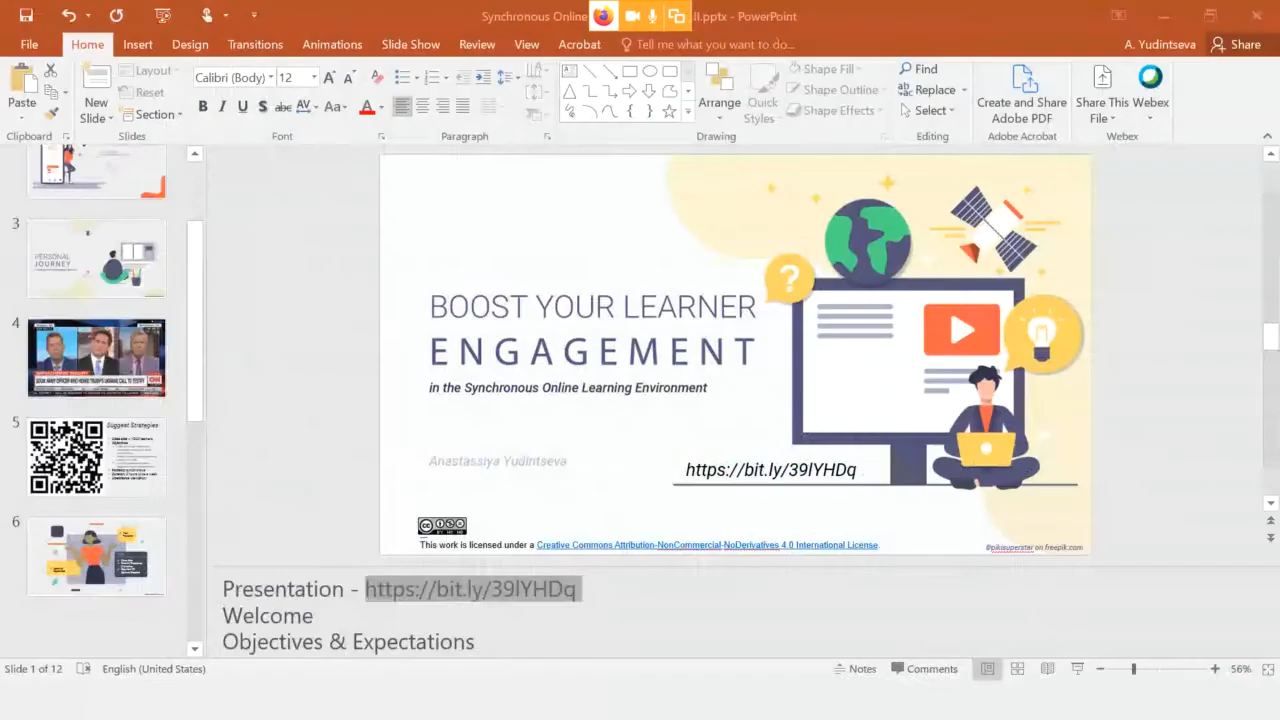 Synchronous Online
II.pptx - PowerPoint
File
Home
Insert
Design
Transitions
Animations
Slide Show
Review
View
Acrobat
Tell me what you want to do...
A. Yudintseva
Share
Paste
Clipboard
New
Slide
Layout
Reset
Section
Slides
Calibri (Body)
12
Font
Paragraph
Arrange
Quick
Styles
Shape Fill
Shape Outline
Shape Effects
Drawing
Find
Replace
Select
Editing
Create and Share
Adobe PDF
Adobe Acrobat
Share This
File
Webex
Webex
3
PERSONAL
JOURNEY
4
5
Suggest Strategies
6
BOOST YOUR LEARNER
ENGAGEMENT
in the Synchronous Online Learning Environment
Anastassiya Yudintseva
https://bit.ly/39lYHDq
?
This work is licensed under a Creative Commons Attribution-NonCommercial-NoDerivatives 4.0 International License.
@pikisuperstar on freepik.com
Presentation - https://bit.ly/39lYHDq
Welcome
Objectives & Expectations
Slide 1 of 12
English (United States)
Notes
Comments
56%